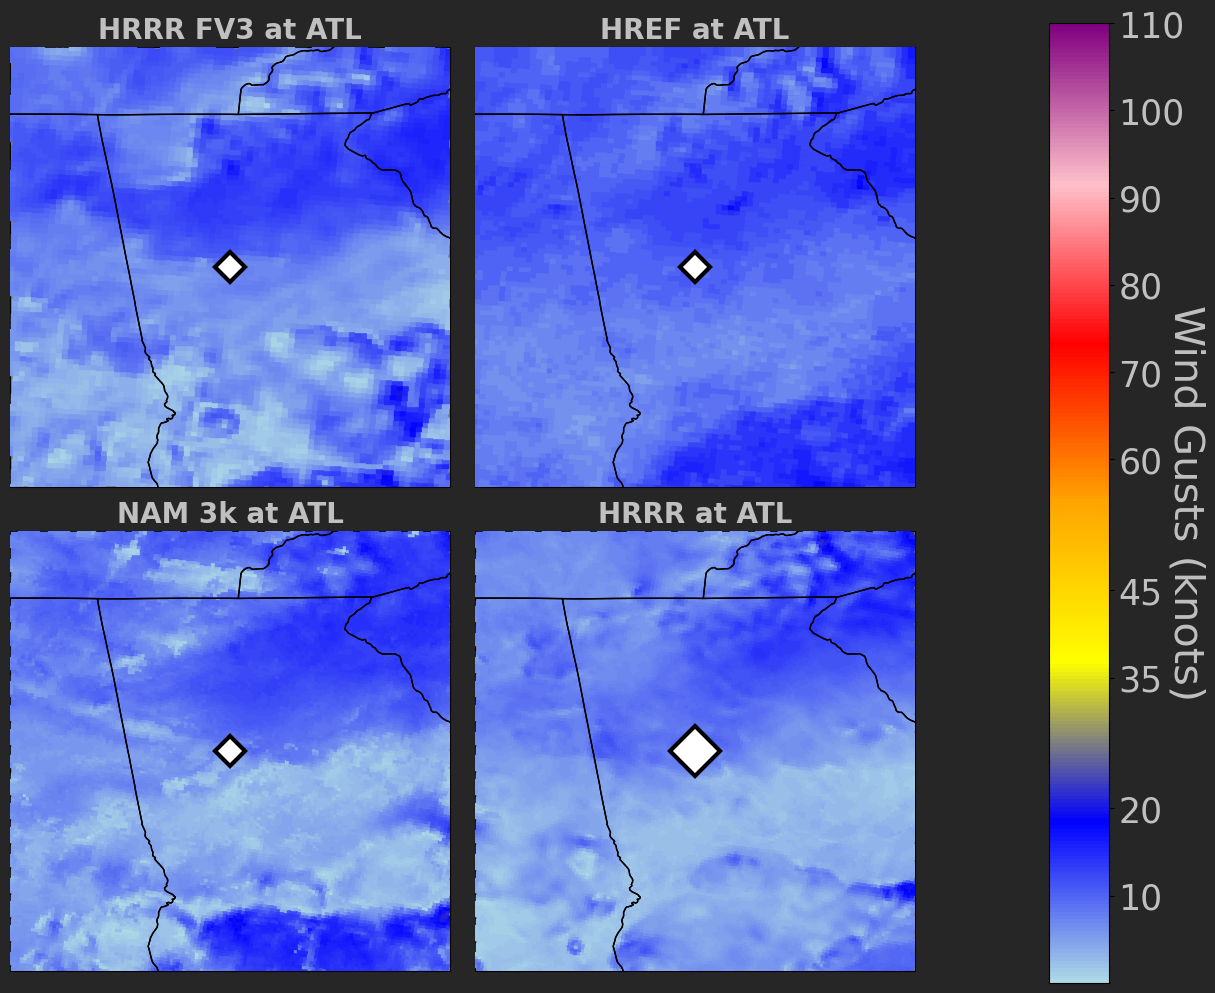 HRRR FV3 at ATL
HREF at ATL
NAM 3k at ATL
HRRR at ATL
110
100
90
80
70
60
45
35
20
10
Wind Gusts (knots)